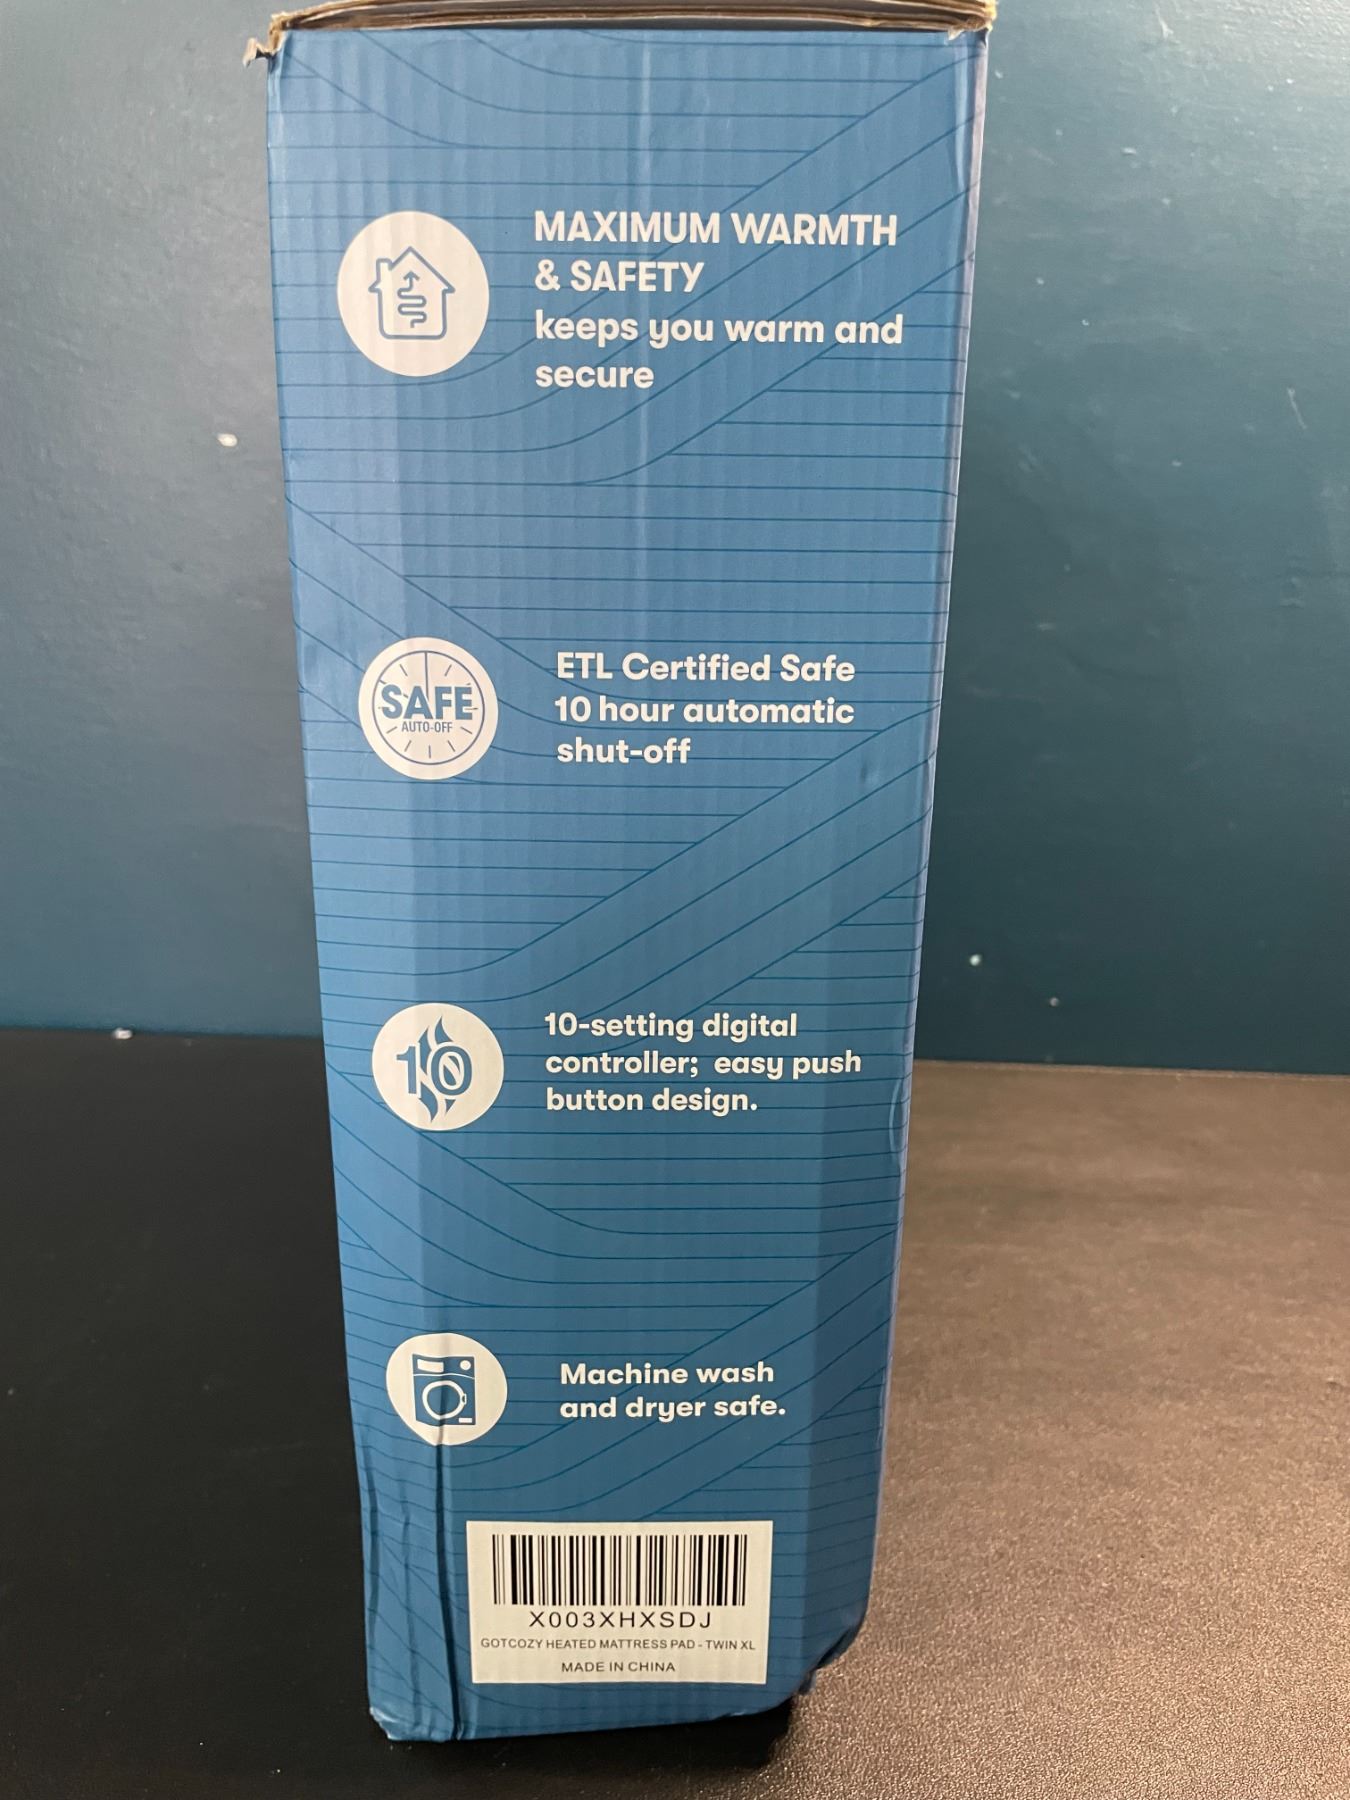 MAXIMUM WARMTH
& SAFETY
keeps you warm and
secure
SAFE
AUTO-OFF
ETL Certified Safe
10 hour automatic
shut-off
10
10-setting digital
controller; easy push
button design.
Machine wash
and dryer safe.
X003XHXSDJ
GOTCOZY HEATED MATTRESS PAD - TWIN XL
MADE IN CHINA